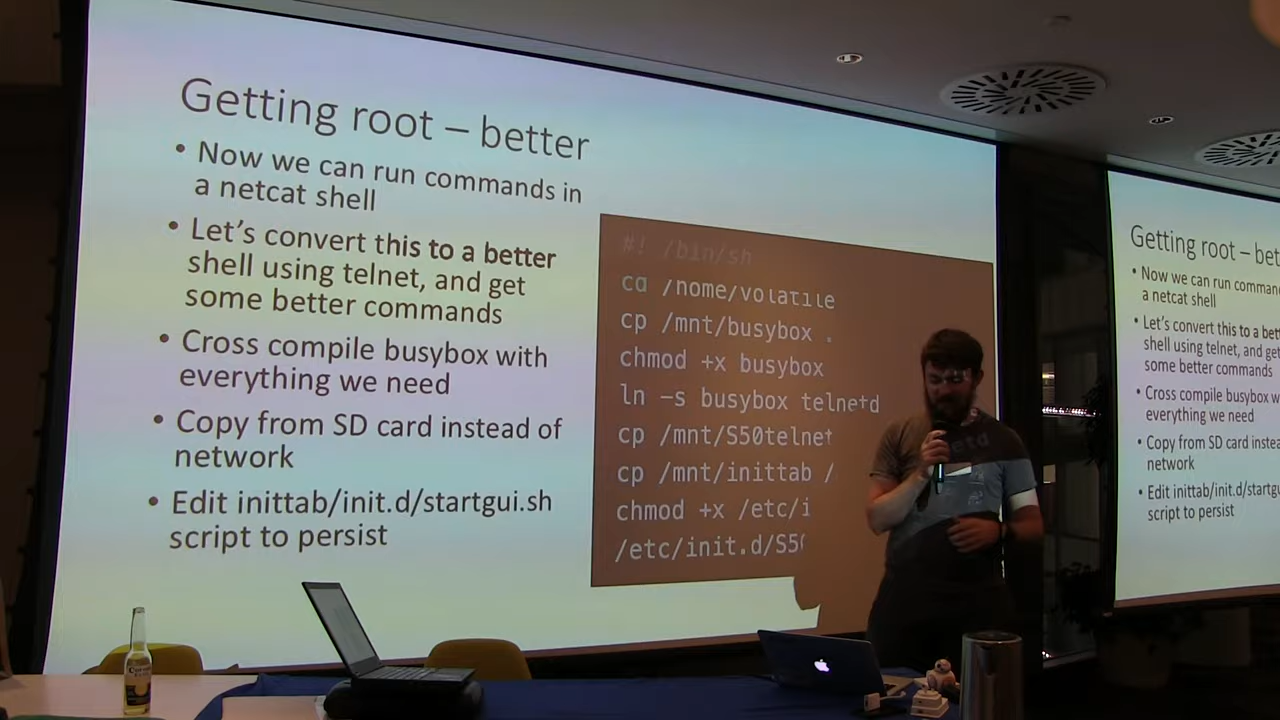 Getting root – better
• Now we can run commands in
a netcat shell
• Let's convert this to a better
shell using telnet, and get
some better commands
• Cross compile busybox with
everything we need
• Copy from SD card instead of
network
• Edit inittab/init.d/startgui.sh
script to persist
#! /bin/sh
ca /home/volatile
cp /mnt/busybox .
chmod +x busybox
ln -s busybox telnetd
cp /mnt/S50telnet
cp /mnt/inittab /
chmod +x /etc/i
/etc/init.d/S50
Getting root – bet
• Now we can run comman
a netcat shell
• Let's convert this to a bett
shell using telnet, and get
some better commands
• Cross compile busybox w
everything we need
• Copy from SD card instea
network
• Edit inittab/init.d/startgu
script to persist